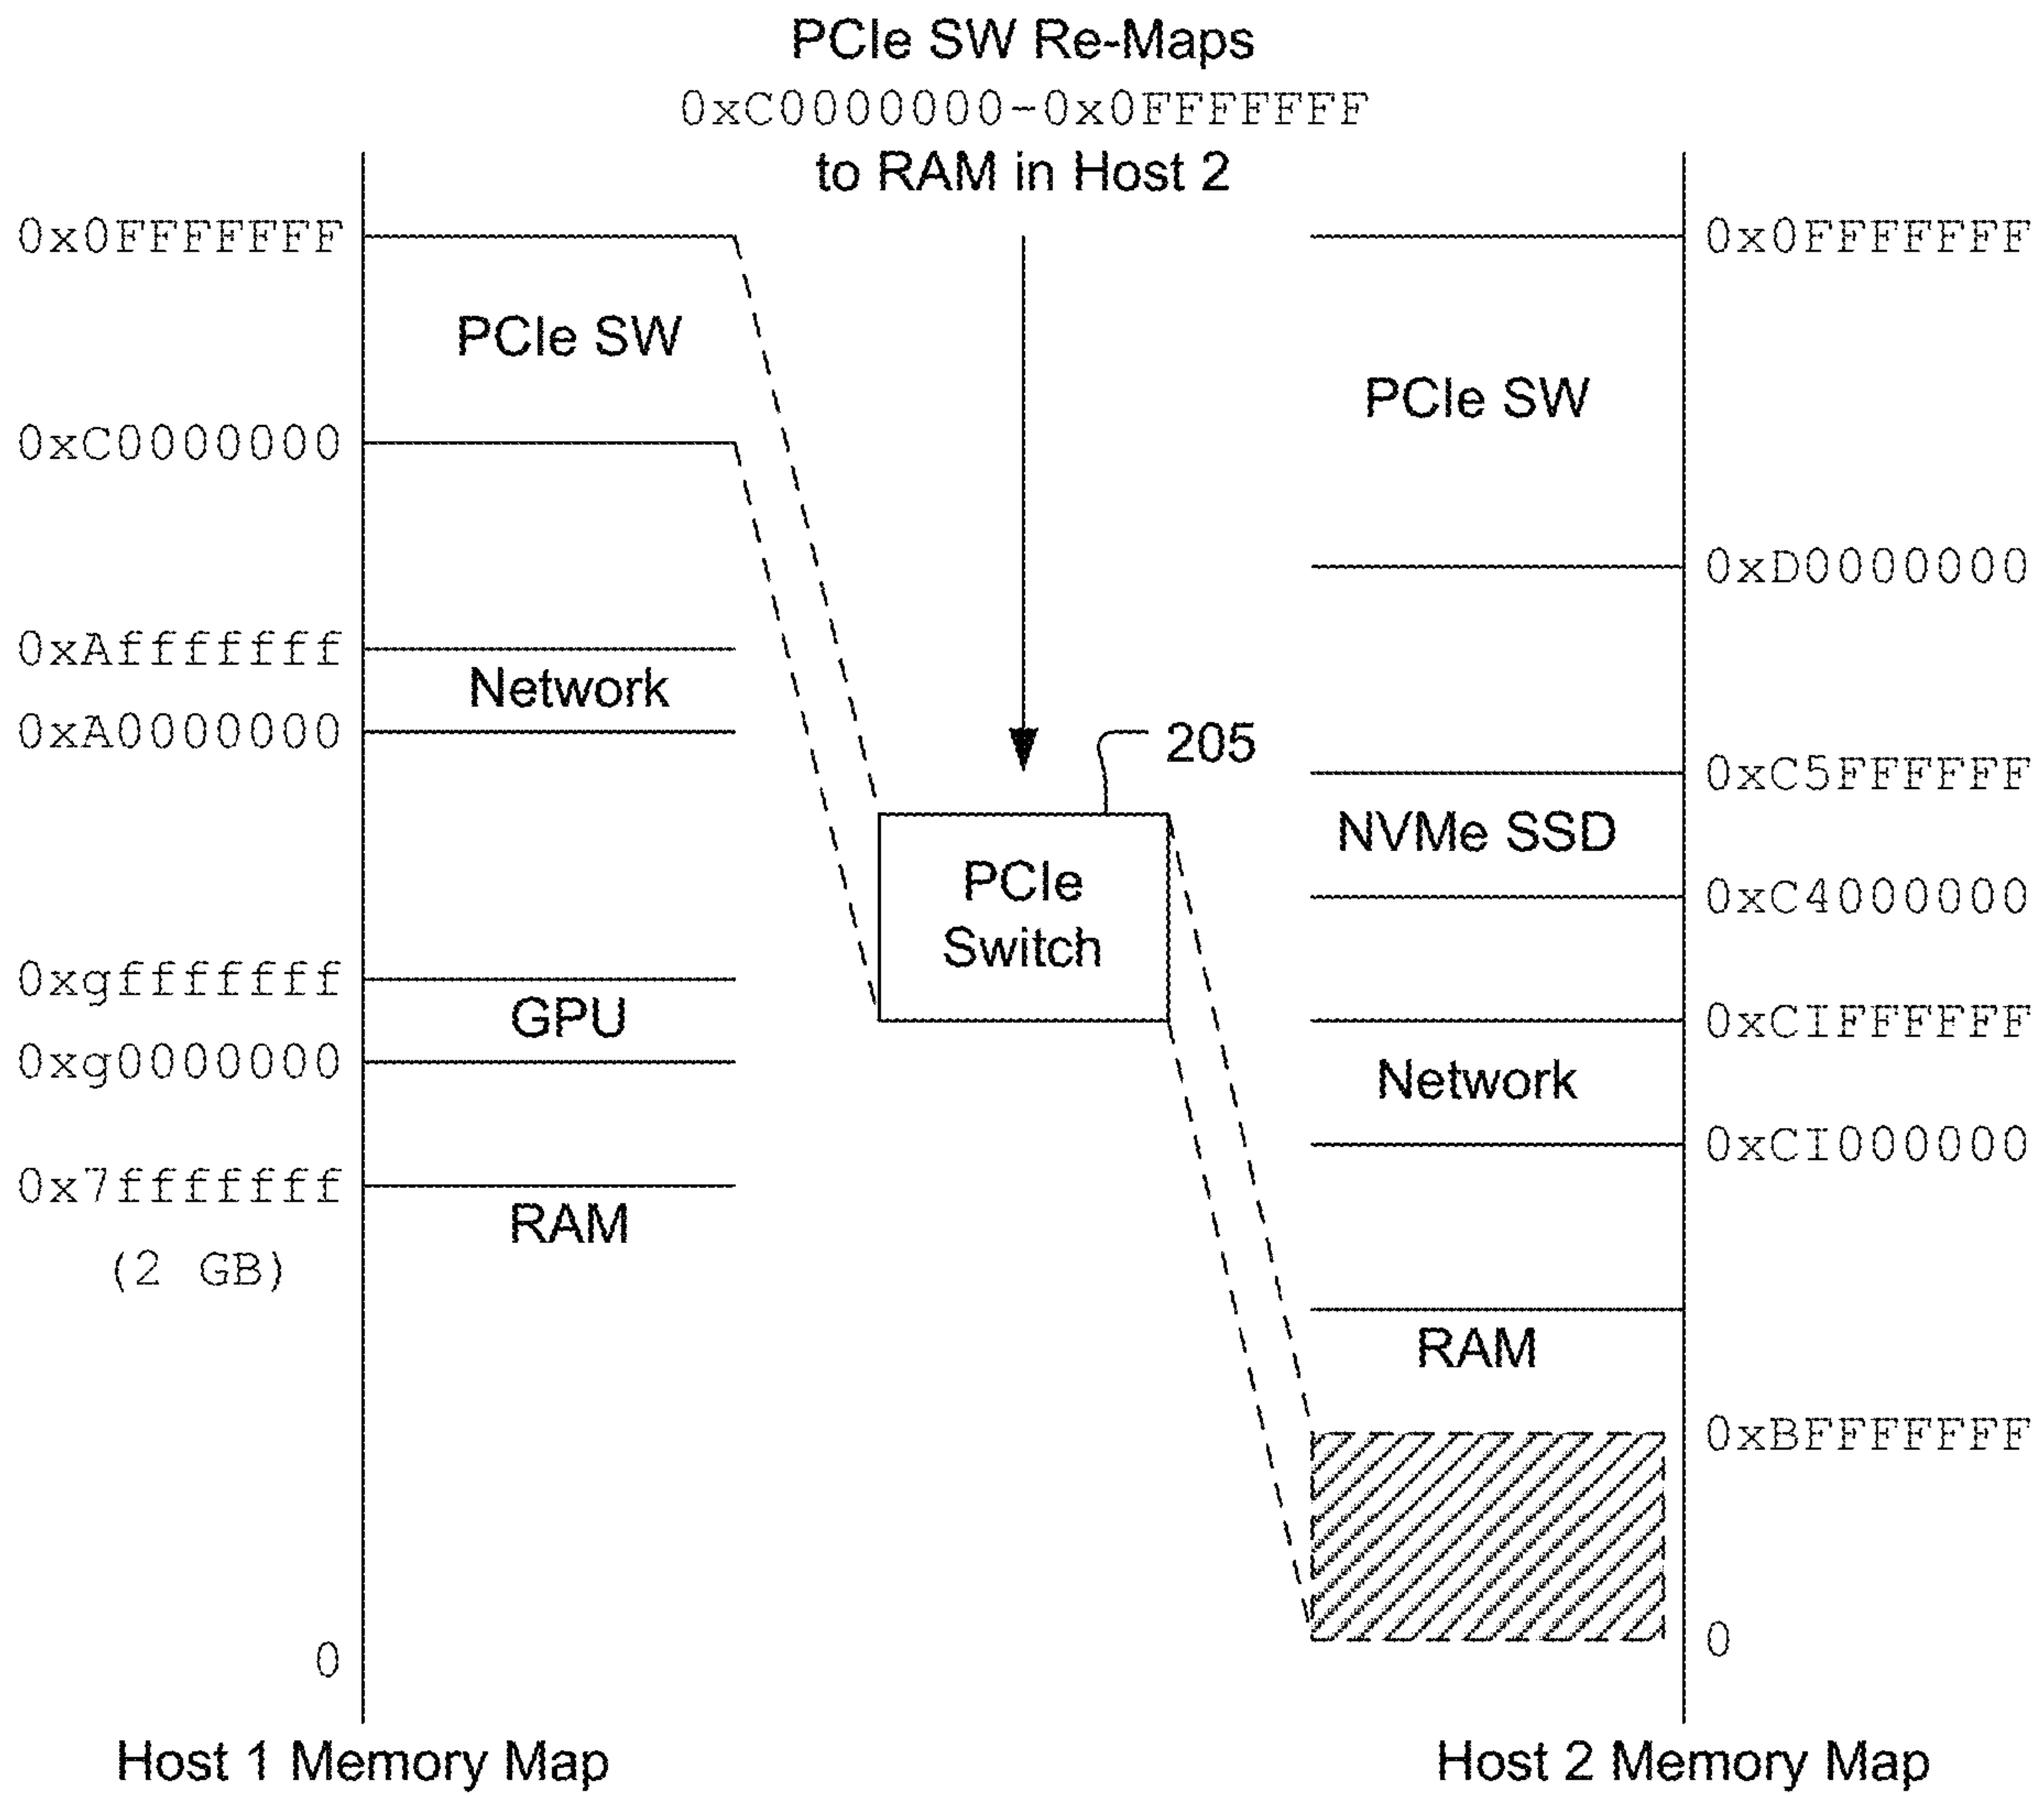 PCIe SW Re-Maps
0xC0000000~0x0FFFFFFF
to RAM in Host 2
0x0FFFFFFF
PCIe SW
0xC0000000
0xAfffffff
Network
0xA0000000
0xgfffffff
GPU
0xg0000000
0x7fffffff
RAM
(2 GB)
0
Host 1 Memory Map
205
PCIe
Switch
0x0FFFFFFF
PCIe SW
0xD0000000
0xC5FFFFFF
NVMe SSD
0xC4000000
0xCIFFFFFF
Network
0xCI000000
RAM
0xBFFFFFFF
0
Host 2 Memory Map